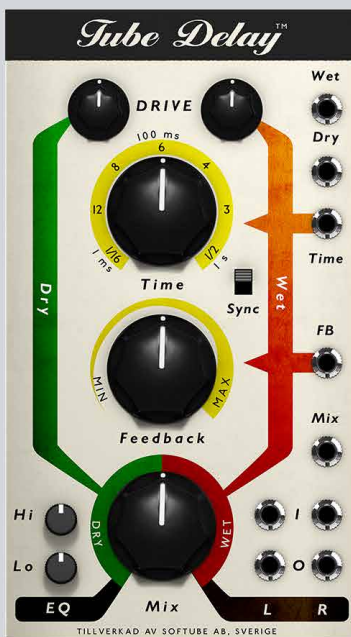 Tube Delay™
Wet
DRIVE
Dry
100 ms
6
8
4
12
3
1/16
1/2
1 ms
1 s
Time
Time
Dry
Wet
Sync
FB
MIN
MAX
Feedback
Mix
Hi
DRY
WET
I
Lo
O
EQ
Mix
L
R
TILLVERKAD AV SOFTUBE AB, SVERIGE